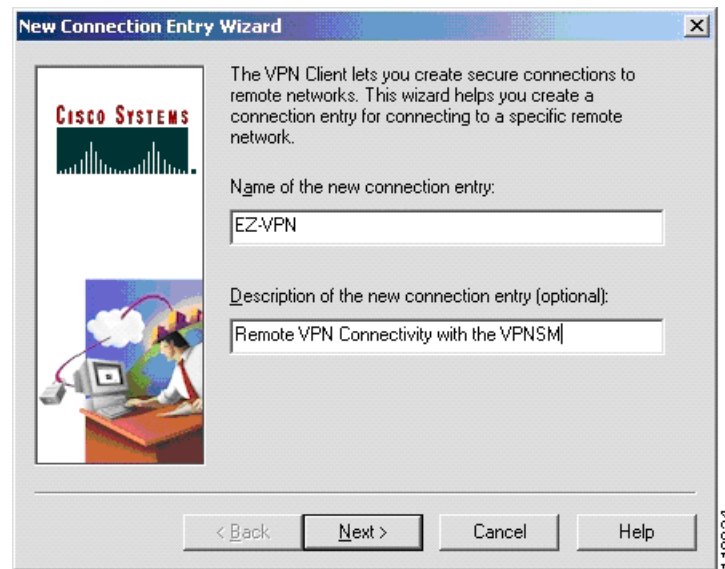 New Connection Entry Wizard
CISCO SYSTEMS
The VPN Client lets you create secure connections to
remote networks. This wizard helps you create a
connection entry for connecting to a specific remote
network.
Name of the new connection entry:
EZ-VPN
Description of the new connection entry (optional):
Remote VPN Connectivity with the VPNSM
< Back
Next >
Cancel
Help